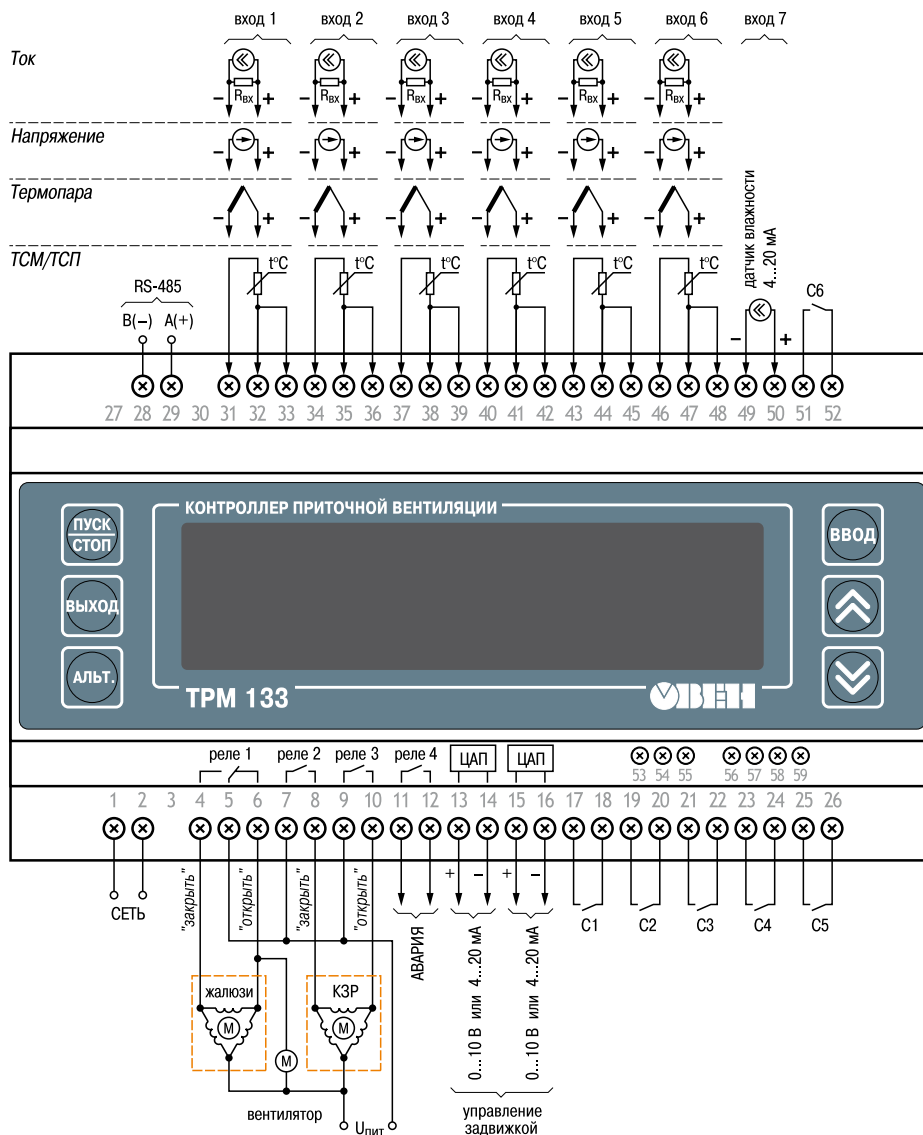 вход 1 вход 2 вход 3 вход 4 вход 5 вход 6 вход 7
Ток
Rвх Rвх Rвх Rвх Rвх Rвх
- + - + - + - + - + - +
Напряжение
- + - + - + - + - + - +
Термопара
- + - + - + - + - + - +
ТСМ/ТСП
t°C t°C t°C t°C t°C t°C
датчик влажности
4...20 мА
- +
C6
RS-485
B(–) A(+)
27 28 29 30 31 32 33 34 35 36 37 38 39 40 41 42 43 44 45 46 47 48 49 50 51 52
КОНТРОЛЛЕР ПРИТОЧНОЙ ВЕНТИЛЯЦИИ
ПУСК
СТОП
ВЫХОД
АЛЬТ.
ВВОД
ТРМ 133
ОВЕН
реле 1 реле 2 реле 3 реле 4 ЦАП ЦАП
53 54 55 56 57 58 59
1 2 3 4 5 6 7 8 9 10 11 12 13 14 15 16 17 18 19 20 21 22 23 24 25 26
СЕТЬ
"закрыть"
"открыть"
"закрыть"
"открыть"
АВАРИЯ
+ – + –
0...10 В или 4...20 мА
0...10 В или 4...20 мА
C1 C2 C3 C4 C5
жалюзи
М
КЗР
М
М
вентилятор
Uпит
управление
задвижкой